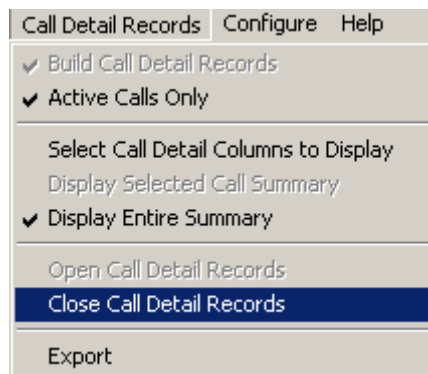 Call Detail Records Configure Help
Build Call Detail Records
Active Calls Only
Select Call Detail Columns to Display
Display Selected Call Summary
Display Entire Summary
Open Call Detail Records
Close Call Detail Records
Export